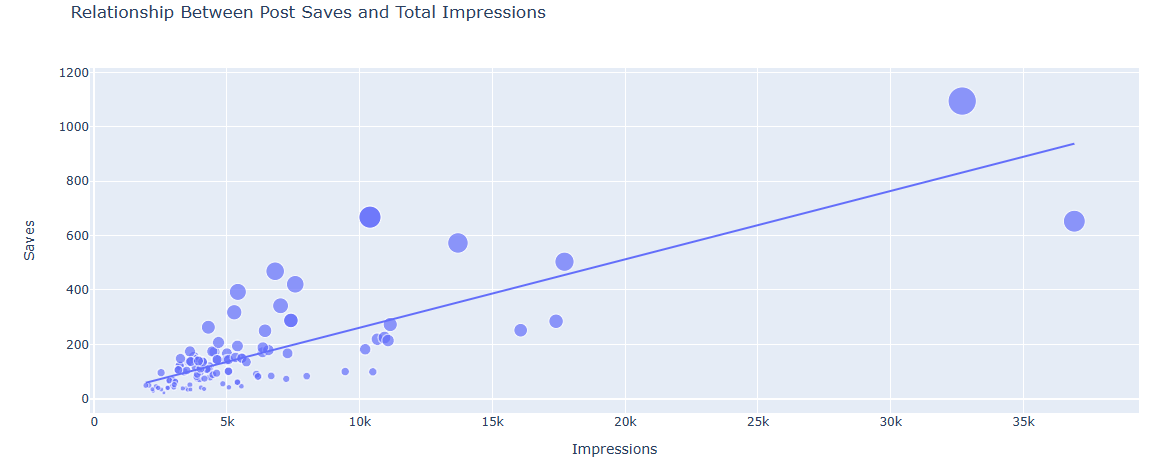 Relationship Between Post Saves and Total Impressions
1200
1000
800
600
400
200
0
Saves
0 5k 10k 15k 20k 25k 30k 35k
Impressions